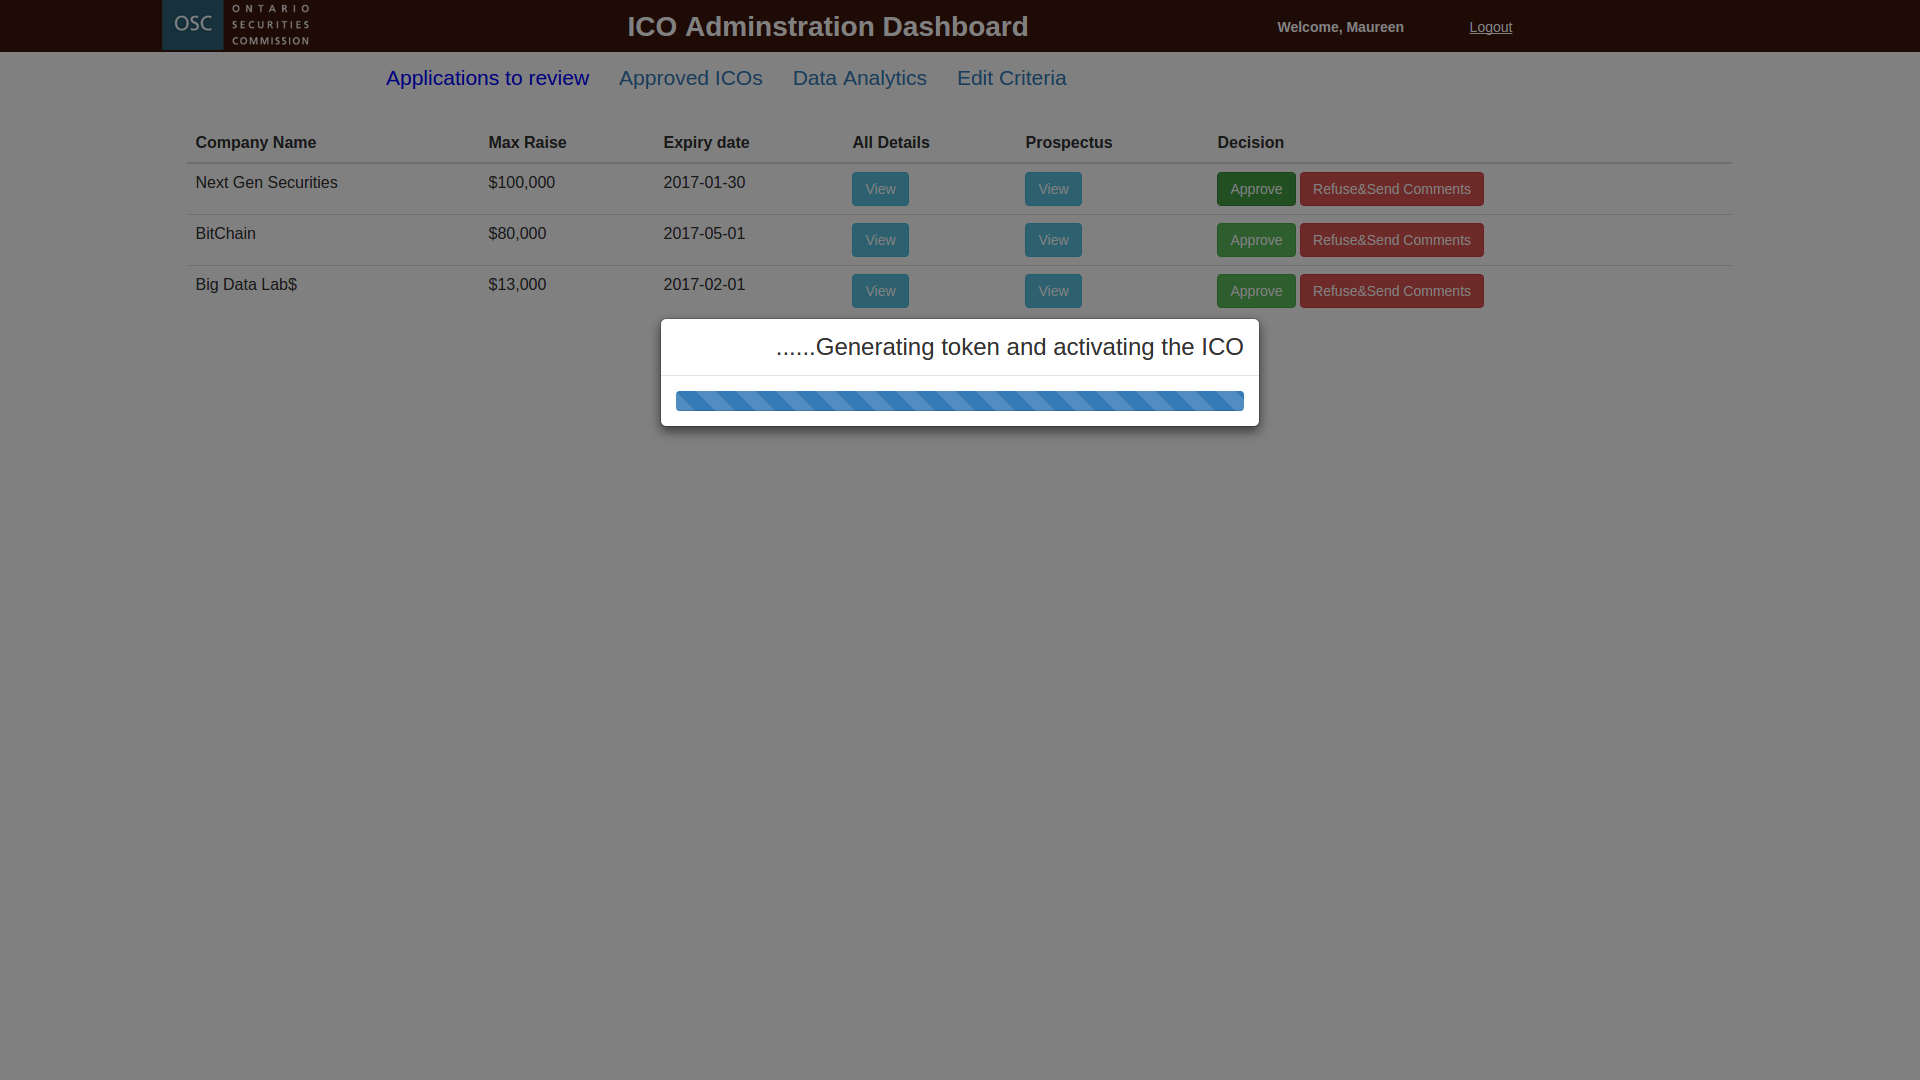 OSC
ONTARIO
SECURITIES
COMMISSION
ICO Adminstration Dashboard
Welcome, Maureen
Logout
Applications to review Approved ICOs Data Analytics Edit Criteria
Company Name Max Raise Expiry date All Details Prospectus Decision
Next Gen Securities $100,000 2017-01-30 View View Approve Refuse&Send Comments
BitChain $80,000 2017-05-01 View View Approve Refuse&Send Comments
Big Data Lab$ $13,000 2017-02-01 View View Approve Refuse&Send Comments
......Generating token and activating the ICO